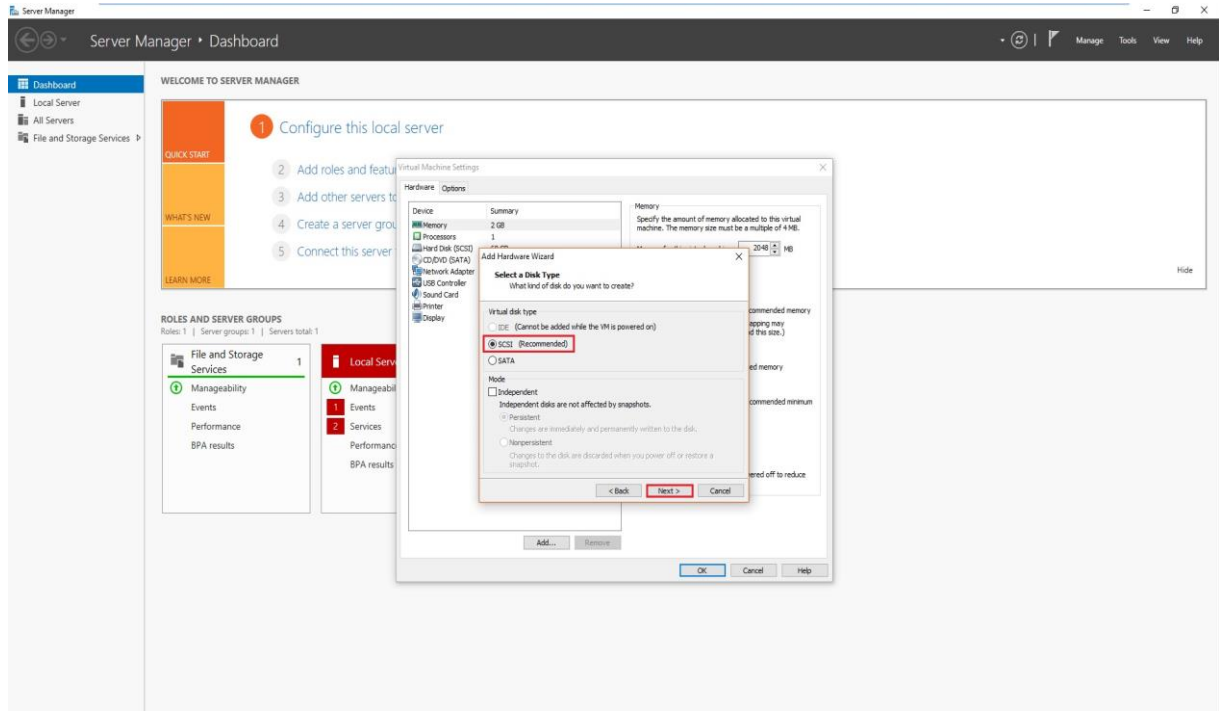 Server Manager
Server Manager • Dashboard
Manage Tools View Help
Dashboard
Local Server
All Servers
File and Storage Services
WELCOME TO SERVER MANAGER
QUICK START
WHAT'S NEW
LEARN MORE
1 Configure this local server
2 Add roles and featu
3 Add other servers to
4 Create a server grou
5 Connect this server
Hide
ROLES AND SERVER GROUPS
Roles: 1 | Server groups: 1 | Servers total: 1
File and Storage
Services
1
Manageability
Events
Performance
BPA results
Local Serv
Manageabil
1 Events
2 Services
Performanc
BPA results
Virtual Machine Settings
Hardware Options
Device Summary
Memory 2 GB
Processors 1
Hard Disk (SCSI)
CD/DVD (SATA)
Network Adapter
USB Controller
Sound Card
Printer
Display
Add... Remove
Memory
Specify the amount of memory allocated to this virtual
machine. The memory size must be a multiple of 4 MB.
2048 MB
commended memory
apping may
d this size.)
ed memory
commended minimum
ered off to reduce
OK Cancel Help
Add Hardware Wizard
Select a Disk Type
What kind of disk do you want to create?
Virtual disk type
IDE (Cannot be added while the VM is powered on)
SCSI (Recommended)
SATA
Mode
Independent
Independent disks are not affected by snapshots.
Persistent
Changes are immediately and permanently written to the disk.
Nonpersistent
Changes to the disk are discarded when you power off or restore a
snapshot.
< Back Next > Cancel